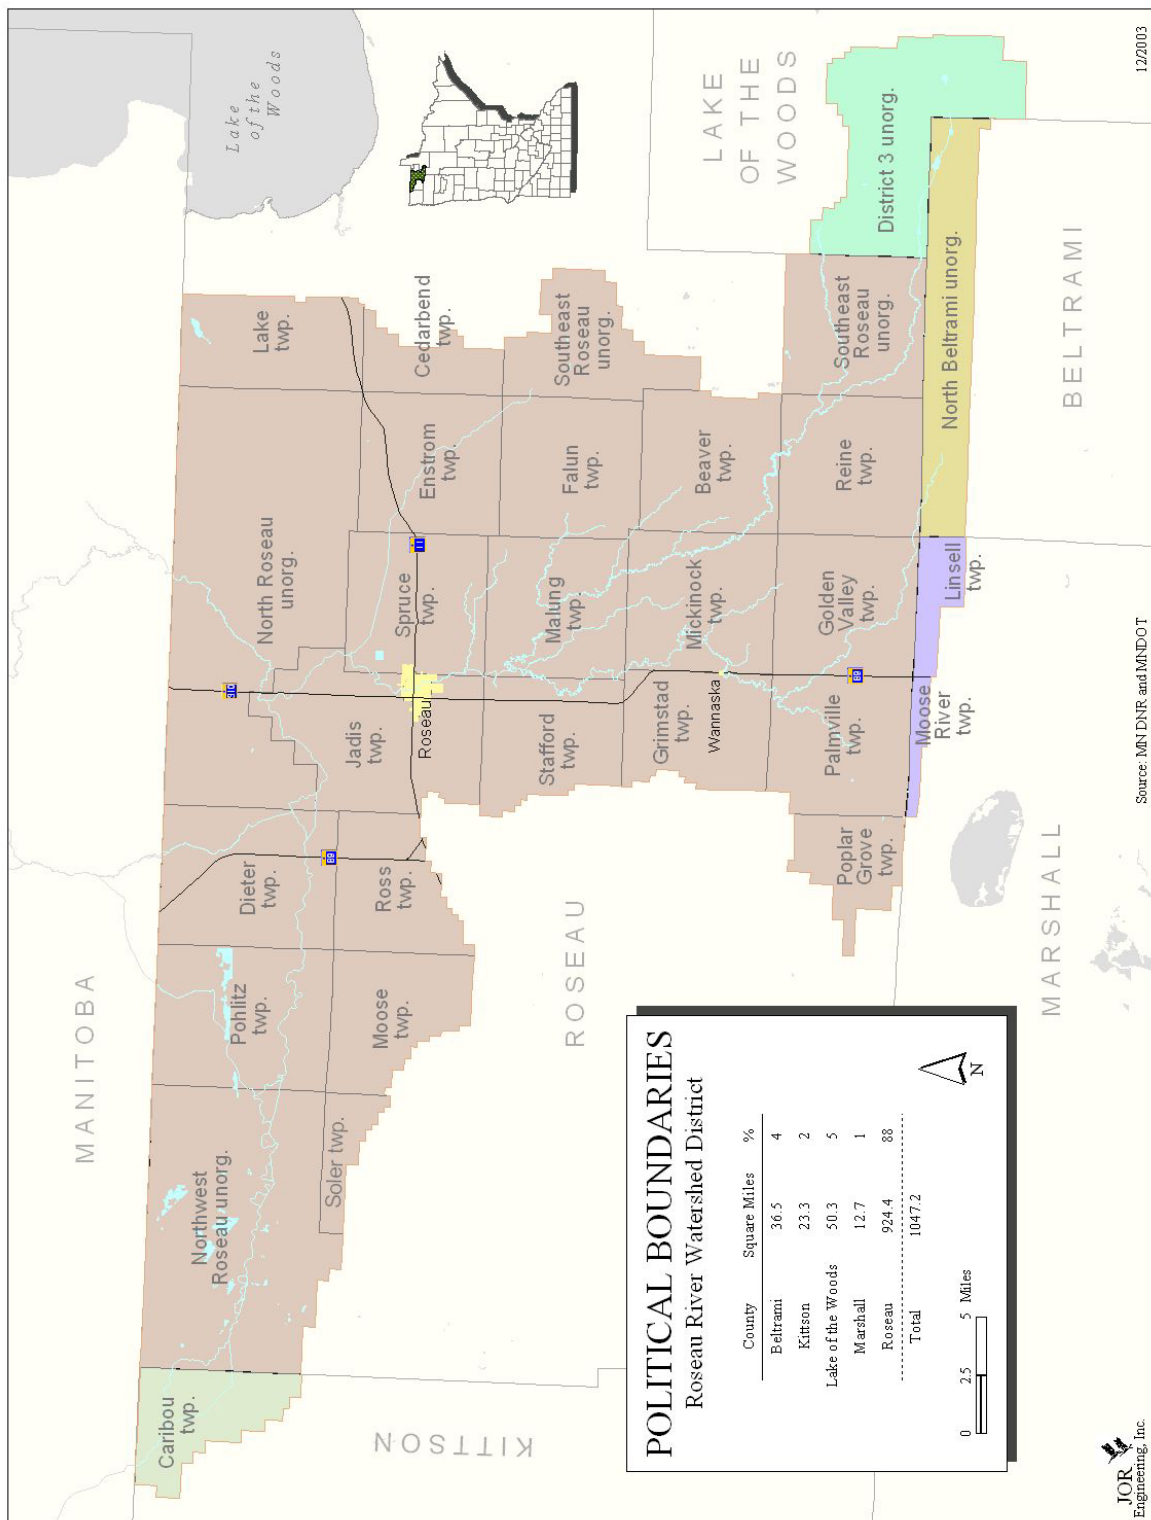 MANITOBA
Lake
of the
Woods
LAKE
OF THE
WOODS
KITTSON
ROSEAU
MARSHALL
BELTRAMI
Caribou
twp.
Northwest
Roseau unorg.
Soler twp.
Pohlitz
twp.
Moose
twp.
Dieter
twp.
Ross
twp.
89
310
North Roseau
unorg.
Jadis
twp.
Roseau
Spruce
twp.
11
Lake
twp.
Enstrom
twp.
Cedarbend
twp.
Stafford
twp.
Malung
twp.
Falun
twp.
Southeast
Roseau
unorg.
Grimstad
twp.
Wannaska
Mickinock
twp.
Beaver
twp.
Poplar
Grove
twp.
Palmville
twp.
89
Golden
Valley
twp.
Reine
twp.
Southeast
Roseau
unorg.
District 3 unorg.
Moose
River
twp.
Linsell
twp.
North Beltrami unorg.
POLITICAL BOUNDARIES
Roseau River Watershed District
County Square Miles %
Beltrami 36.5 4
Kittson 23.3 2
Lake of the Woods 50.3 5
Marshall 12.7 1
Roseau 924.4 88
Total 1047.2
0 2.5 5 Miles
N
JOR
Engineering, Inc.
Source: MN DNR and MNDOT
12/2003